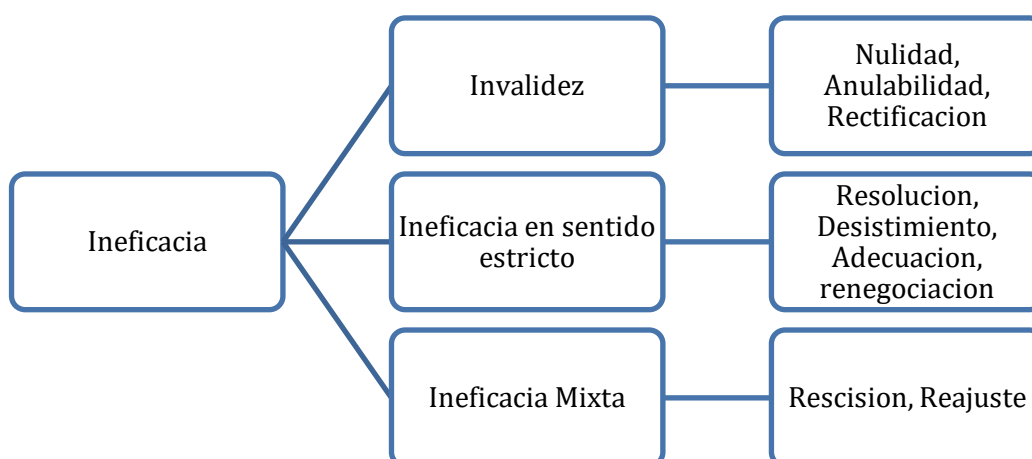 Ineficacia
Invalidez
Nulidad,
Anulabilidad,
Rectificacion
Ineficacia en sentido
estricto
Resolucion,
Desistimiento,
Adecuacion,
renegociacion
Ineficacia Mixta
Rescision, Reajuste